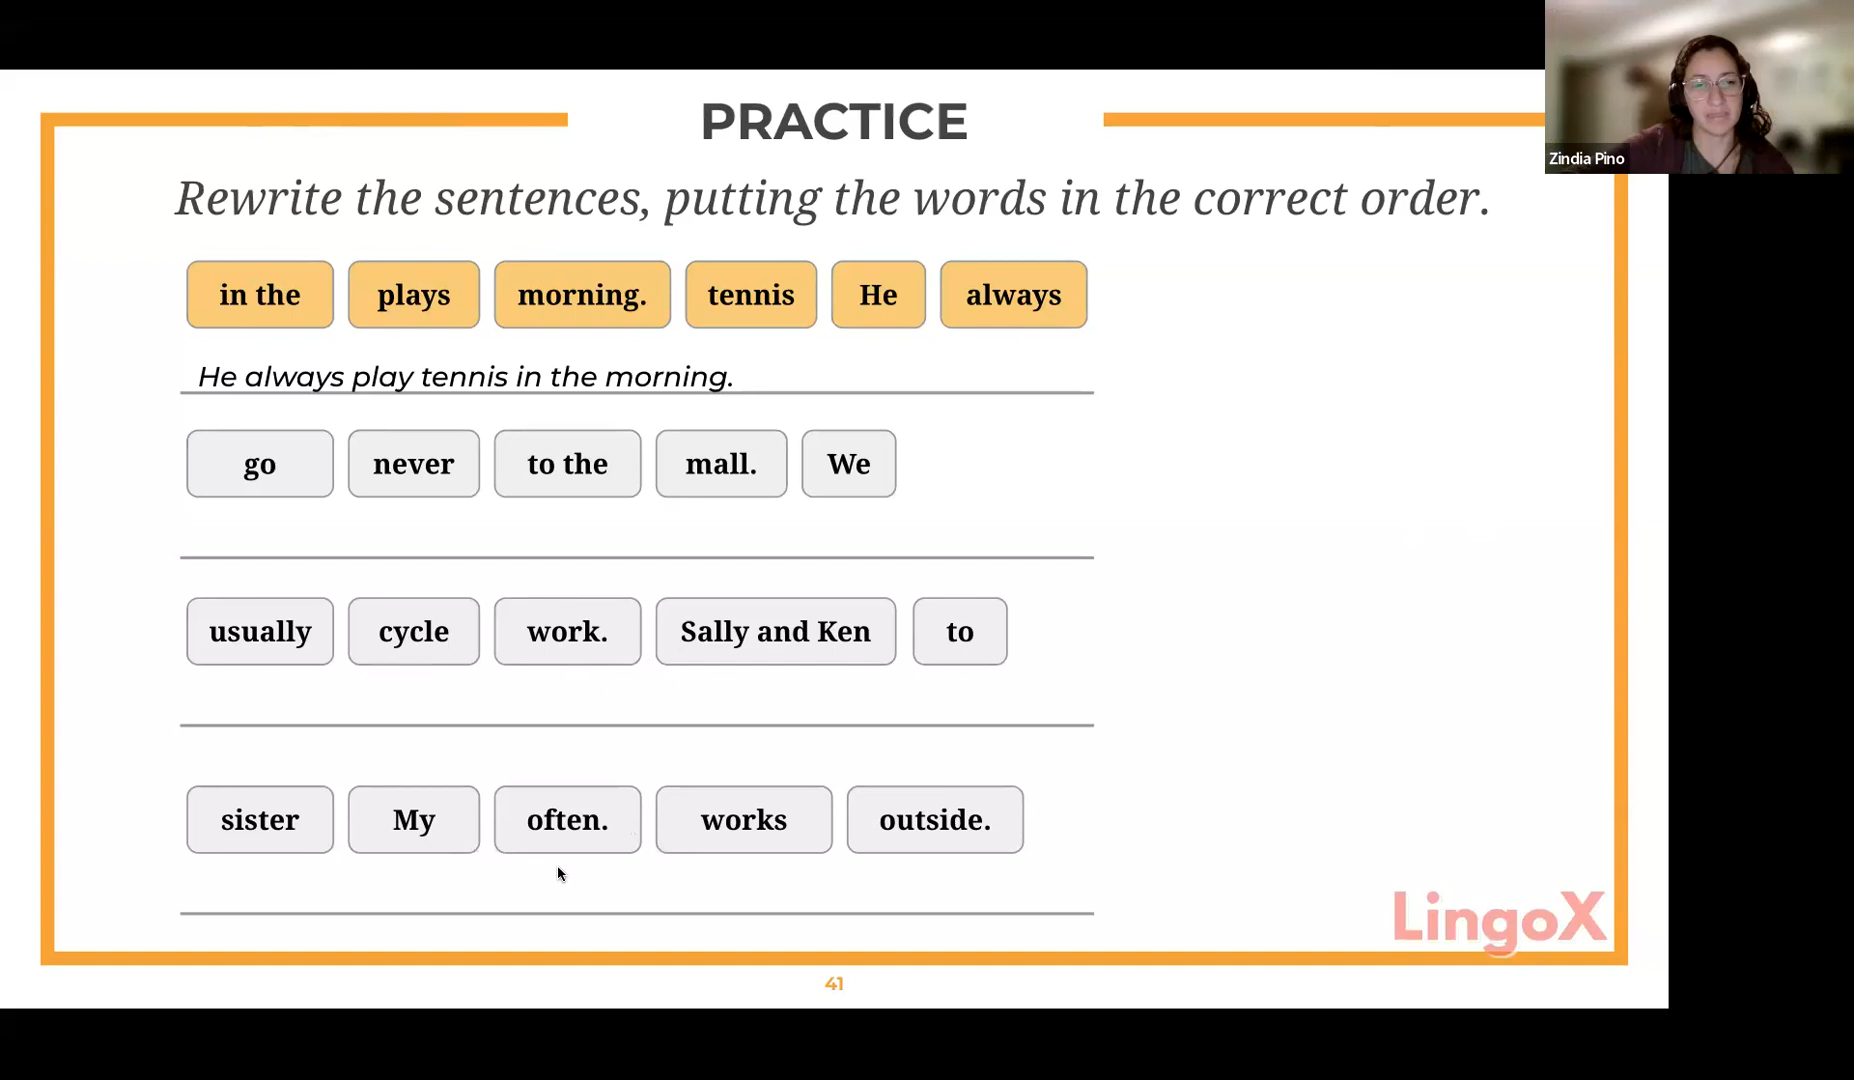 PRACTICE
Zindia Pino
Rewrite the sentences, putting the words in the correct order.
in the plays morning. tennis He always
He always play tennis in the morning.
go never to the mall. We
usually cycle work. Sally and Ken to
sister My often. works outside.
LingoX
41